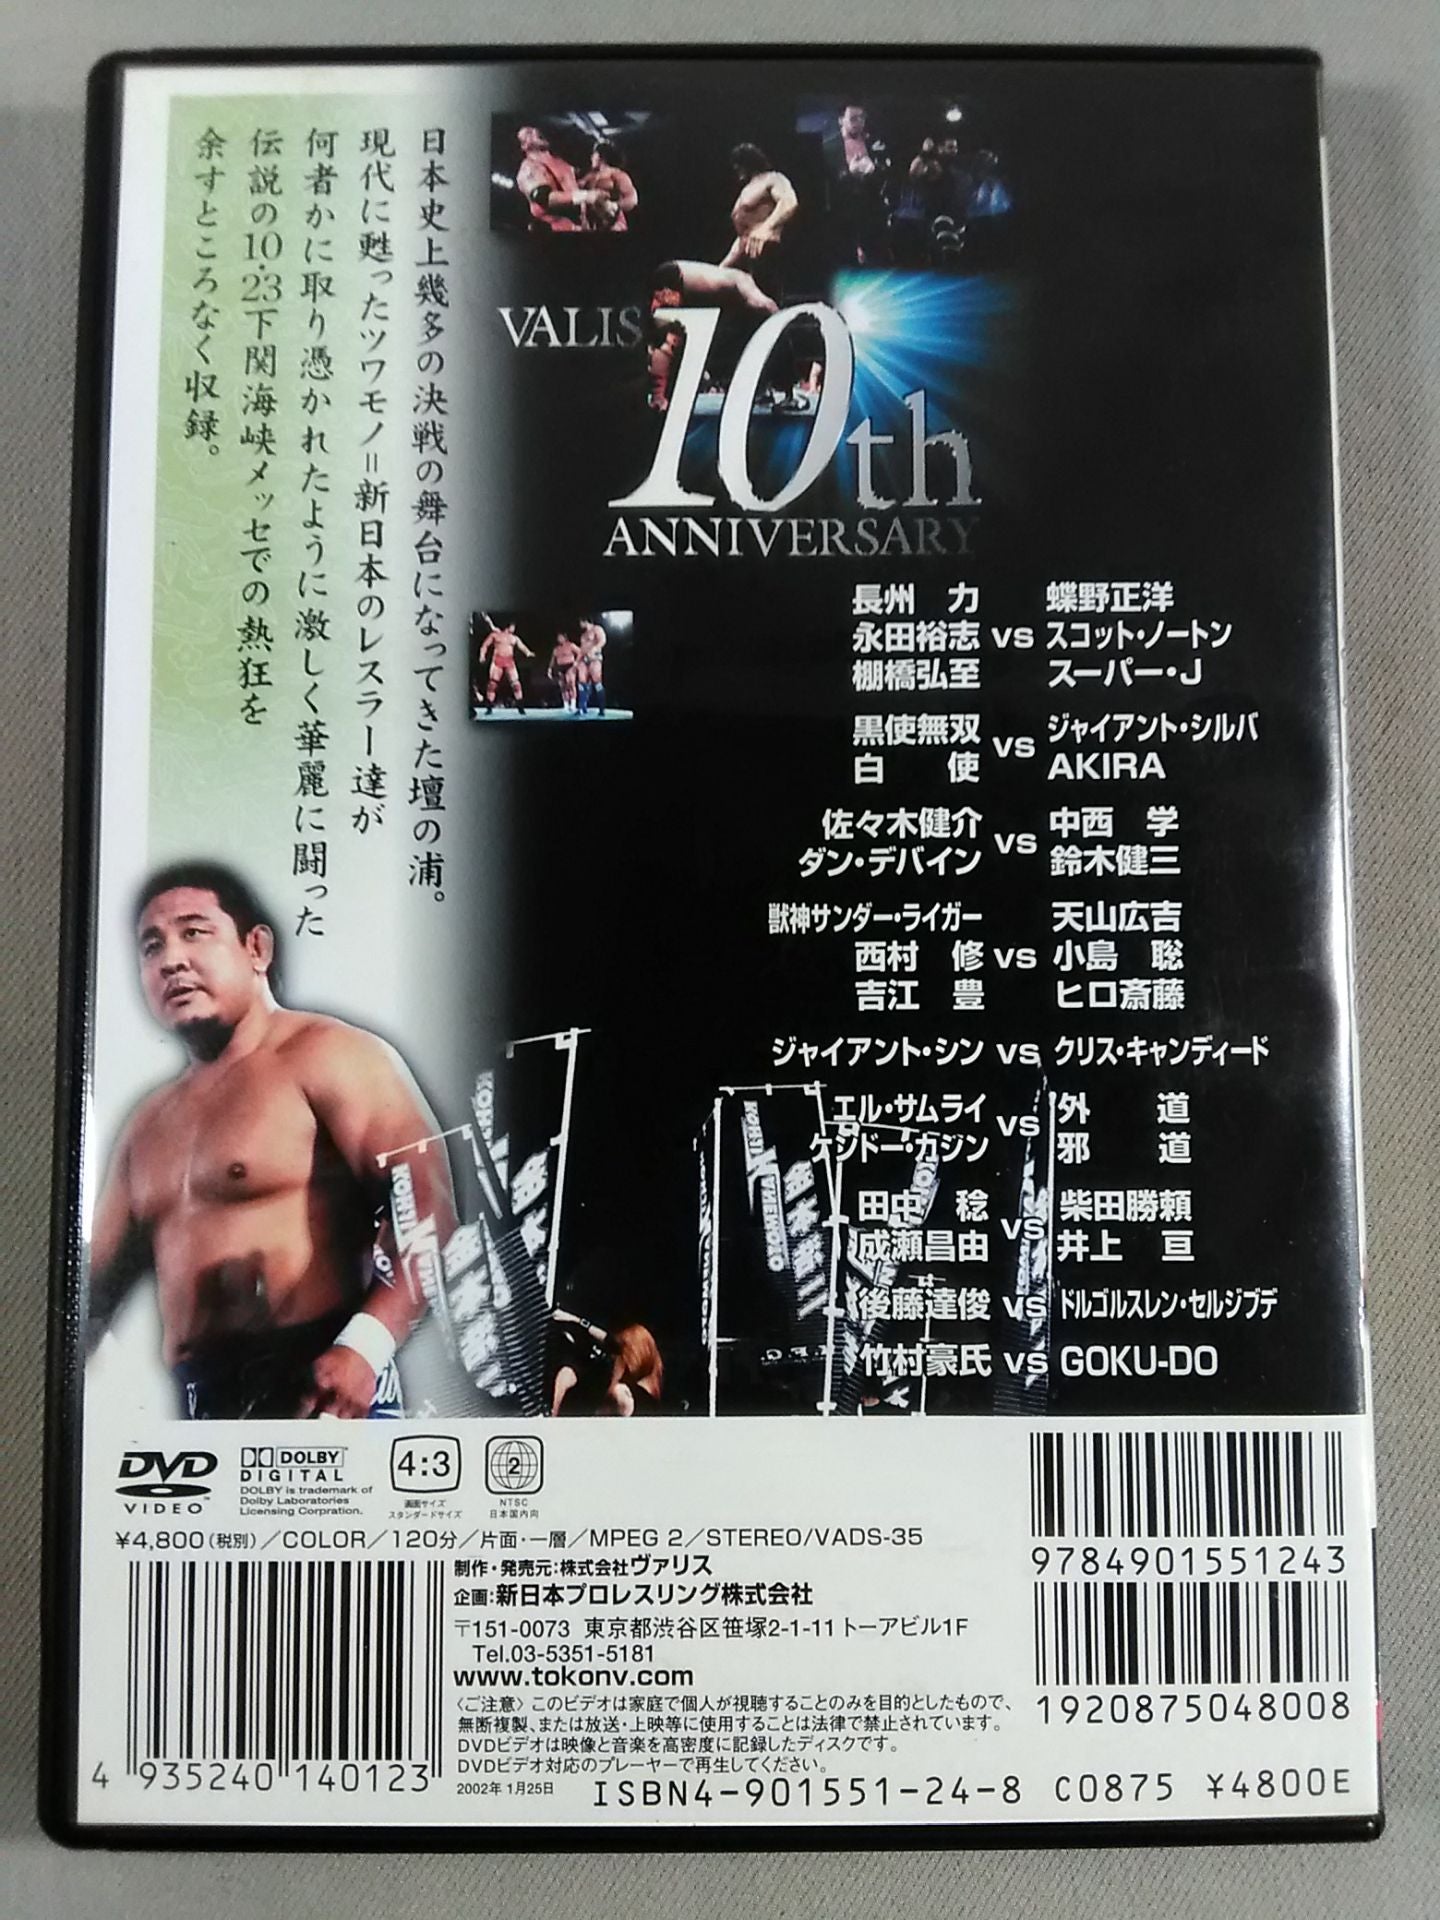 日本史上幾多の決戦の舞台になってきた壇の浦。
現代に甦ったツワモノ＝新日本のレスラー達が
何者かに取り憑かれたように激しく華麗に闘った
伝説の10・23下関海峡メッセでの熱狂を
余すところなく収録。
VALIS
10th
ANNIVERSARY
長州　力　蝶野正洋
永田裕志 vs スコット・ノートン
棚橋弘至　スーパー・J
黒使無双 vs ジャイアント・シルバ
白　使　AKIRA
佐々木健介 vs 中西　学
ダン・デバイン　鈴木健三
獣神サンダー・ライガー　天山広吉
西村　修 vs 小島　聡
吉江　豊　ヒロ斎藤
ジャイアント・シン vs クリス・キャンディード
エル・サムライ vs 外　道
ケンドー・カシン　邪　道
田中　稔 vs 柴田勝頼
成瀬昌由　井上　亘
後藤達俊 vs ドルゴルスレン・セルジブデ
竹村豪氏 vs GOKU-DO
DVD
VIDEO™
DOLBY
DIGITAL
DOLBY is trademark of
Dolby Laboratories
Licensing Corpration.
4:3
画面サイズ
スタンダードサイズ
2
NTSC
日本国内向
¥4,800(税別)／COLOR／120分／片面・一層／MPEG 2／STEREO/VADS-35
制作・発売元:株式会社ヴァリス
企画:新日本プロレスリング株式会社
〒151-0073 東京都渋谷区笹塚2-1-11 トーアビル1F
Tel.03-5351-5181
www.tokonv.com
〈ご注意〉このビデオは家庭で個人が視聴することのみを目的としたもので、
無断複製、または放送・上映等に使用することは法律で禁止されています。
DVDビデオは映像と音楽を高密度に記録したディスクです。
DVDビデオ対応のプレーヤーで再生してください。
2002年 1月25日
4 935240 140123
9784901551243
1920875048008
ISBN4-901551-24-8 C0875 ¥4800E